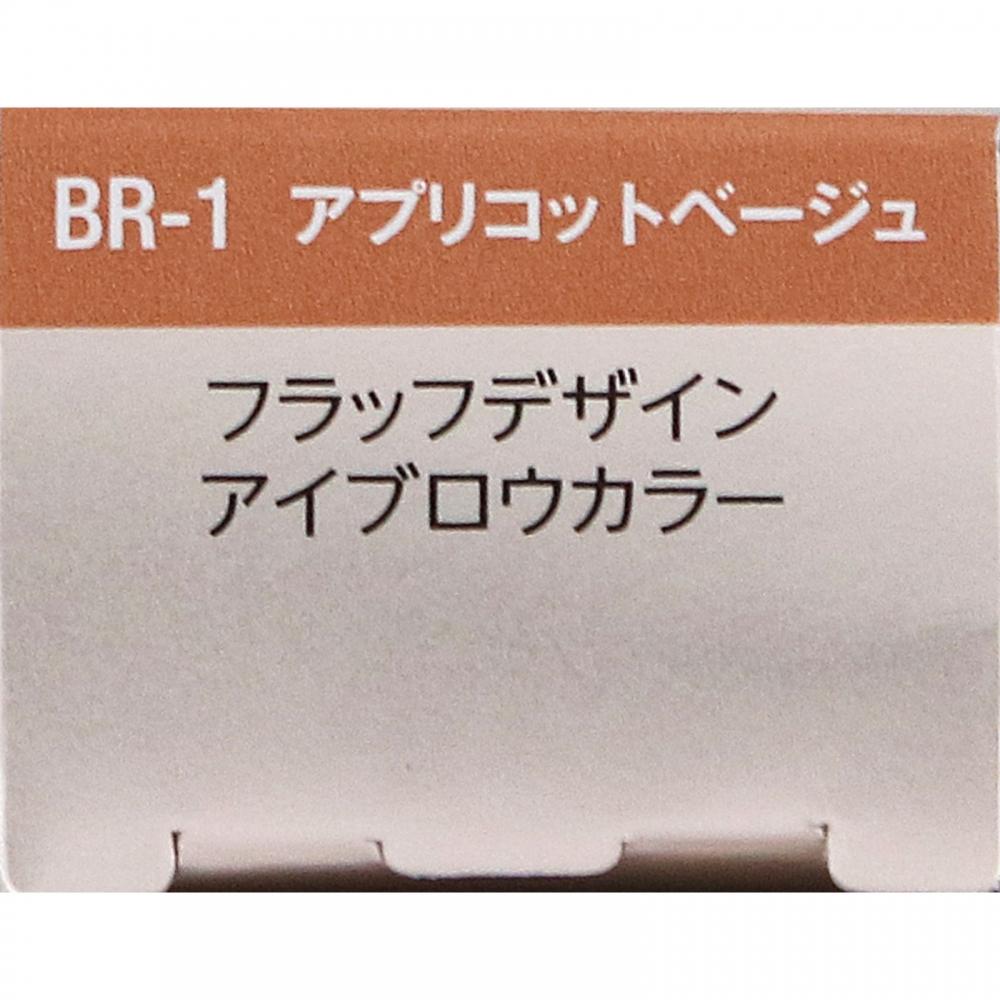 BR-1 アプリコットベージュ
フラッフデザイン
アイブロウカラー